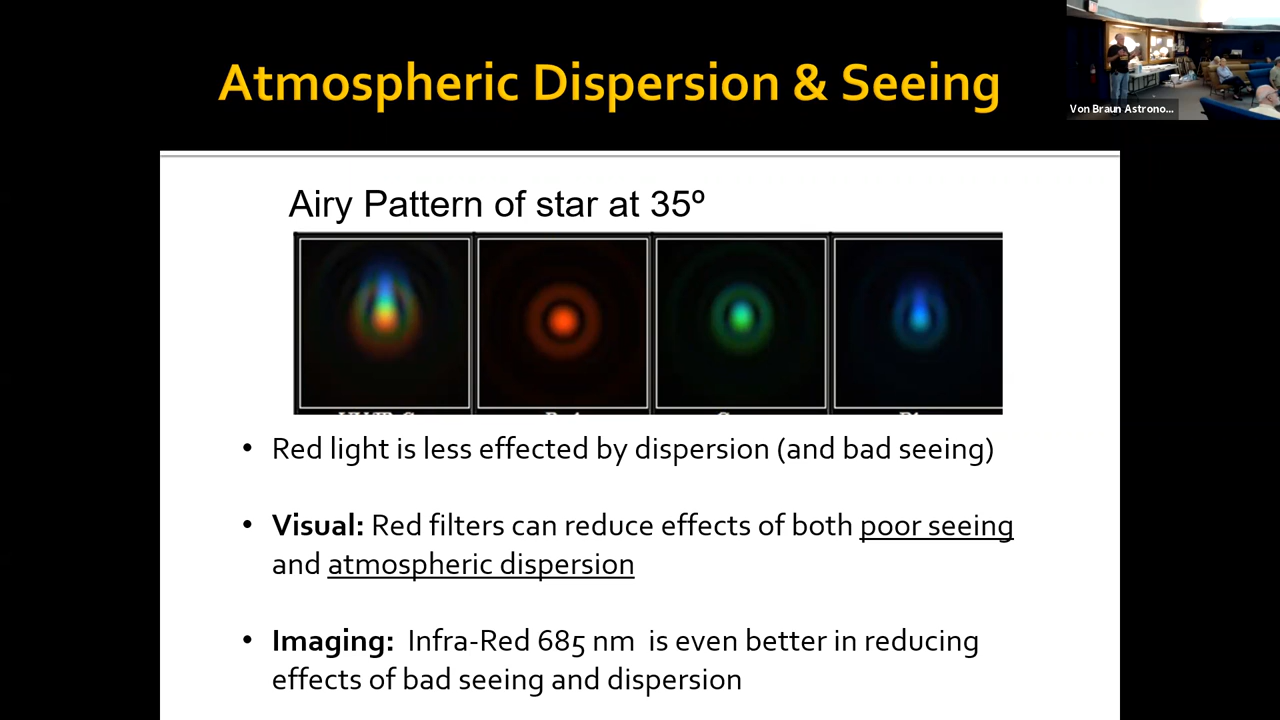 Atmospheric Dispersion & Seeing
Von Braun Astrono...
Airy Pattern of star at 35º
• Red light is less effected by dispersion (and bad seeing)
• Visual: Red filters can reduce effects of both poor seeing
and atmospheric dispersion
• Imaging: Infra-Red 685 nm is even better in reducing
effects of bad seeing and dispersion